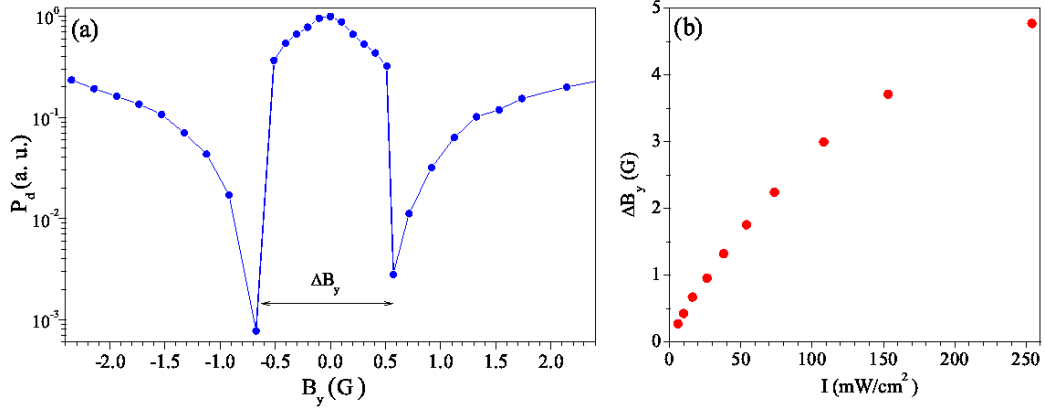 (a)
P_d (a. u.)
10^0
10^-1
10^-2
10^-3
ΔB_y
-2.0 -1.5 -1.0 -0.5 0.0 0.5 1.0 1.5 2.0
B_y (G)
(b)
ΔB_y (G)
5
4
3
2
1
0
0 50 100 150 200 250
I (mW/cm^2)